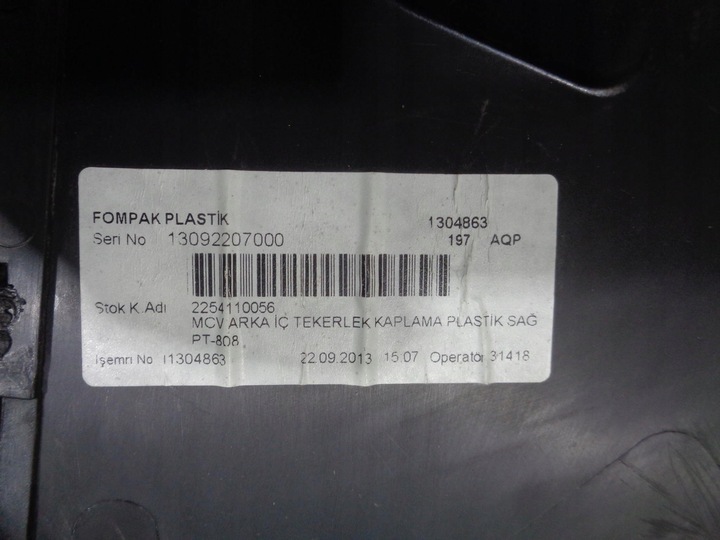 FOMPAK PLASTİK 1304863
Seri No 13092207000 197 AQP
Stok K. Adı 2254110056
MCV ARKA İÇ TEKERLEK KAPLAMA PLASTİK SAĞ
PT-808
İşemri No I1304863 22.09.2013 15:07 Operatör 31418